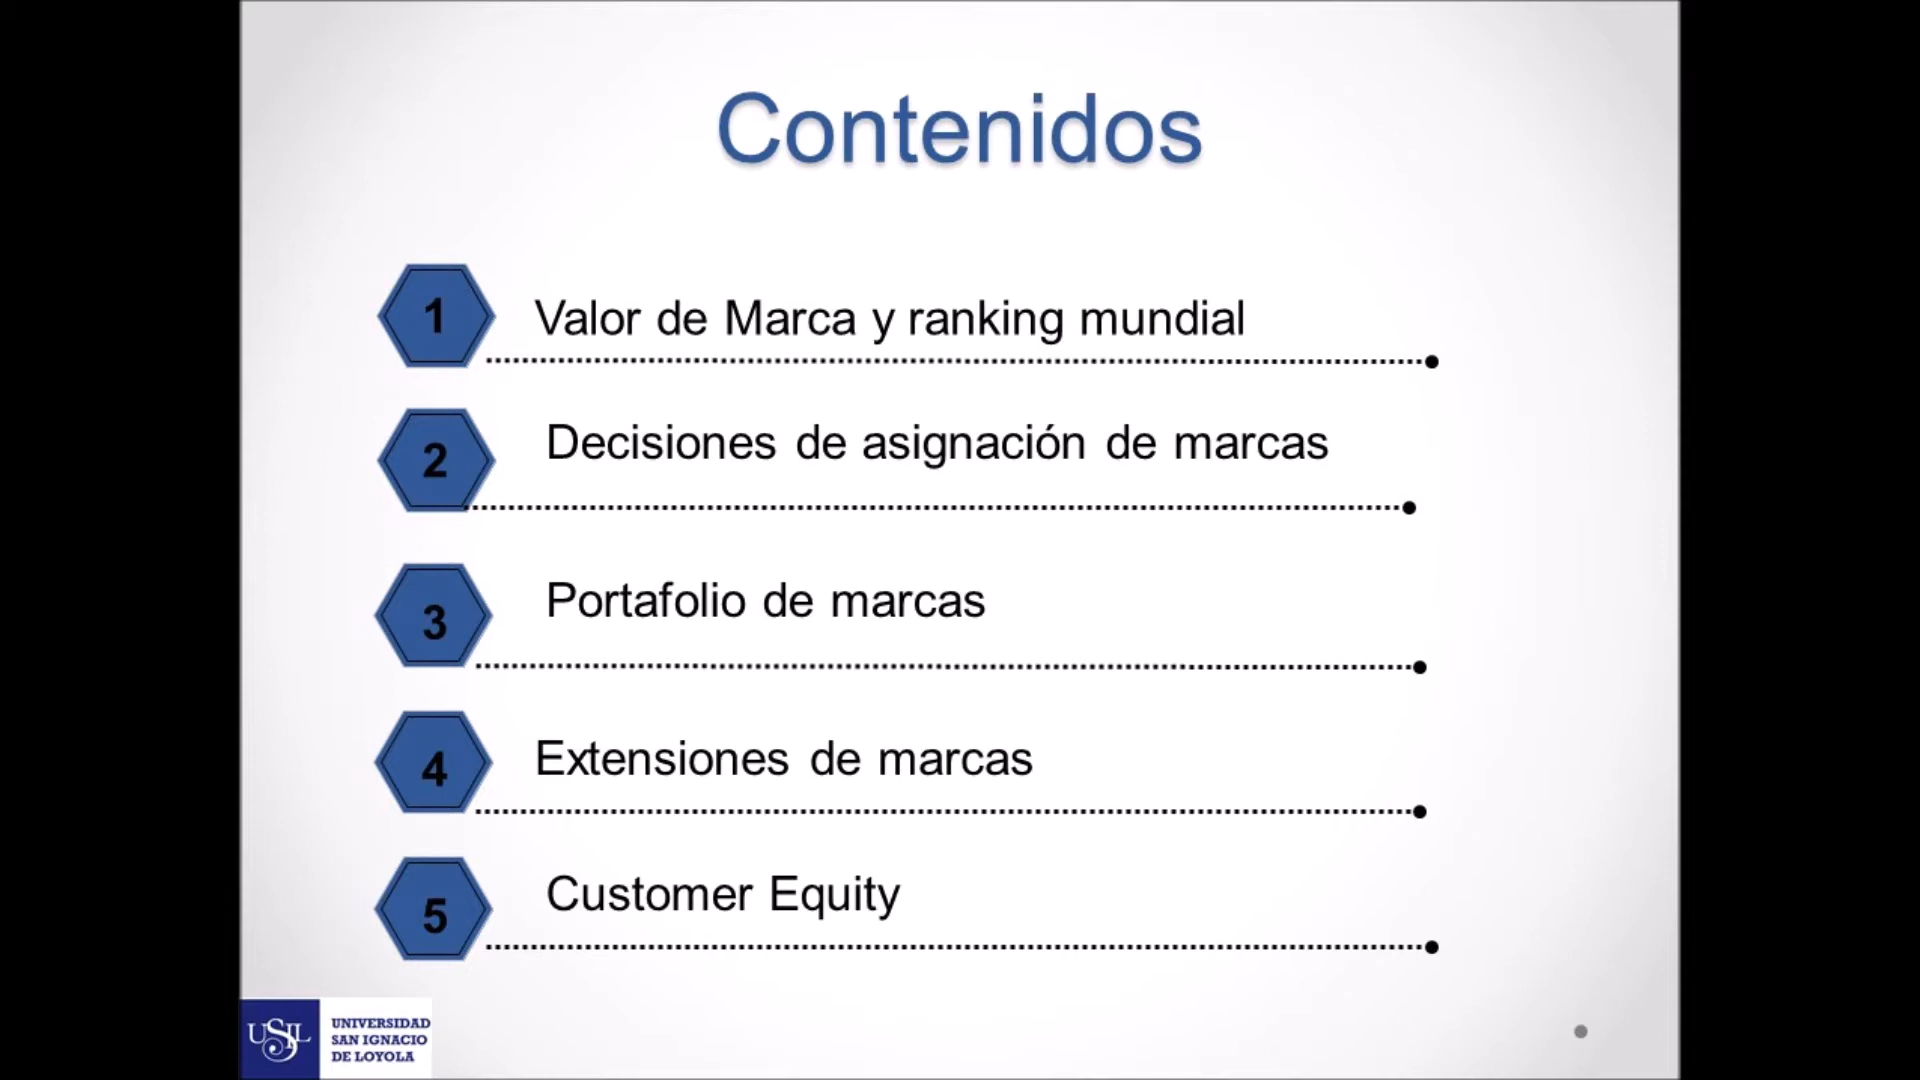 Contenidos
1 Valor de Marca y ranking mundial
2 Decisiones de asignación de marcas
3 Portafolio de marcas
4 Extensiones de marcas
5 Customer Equity
USIL
UNIVERSIDAD
SAN IGNACIO
DE LOYOLA